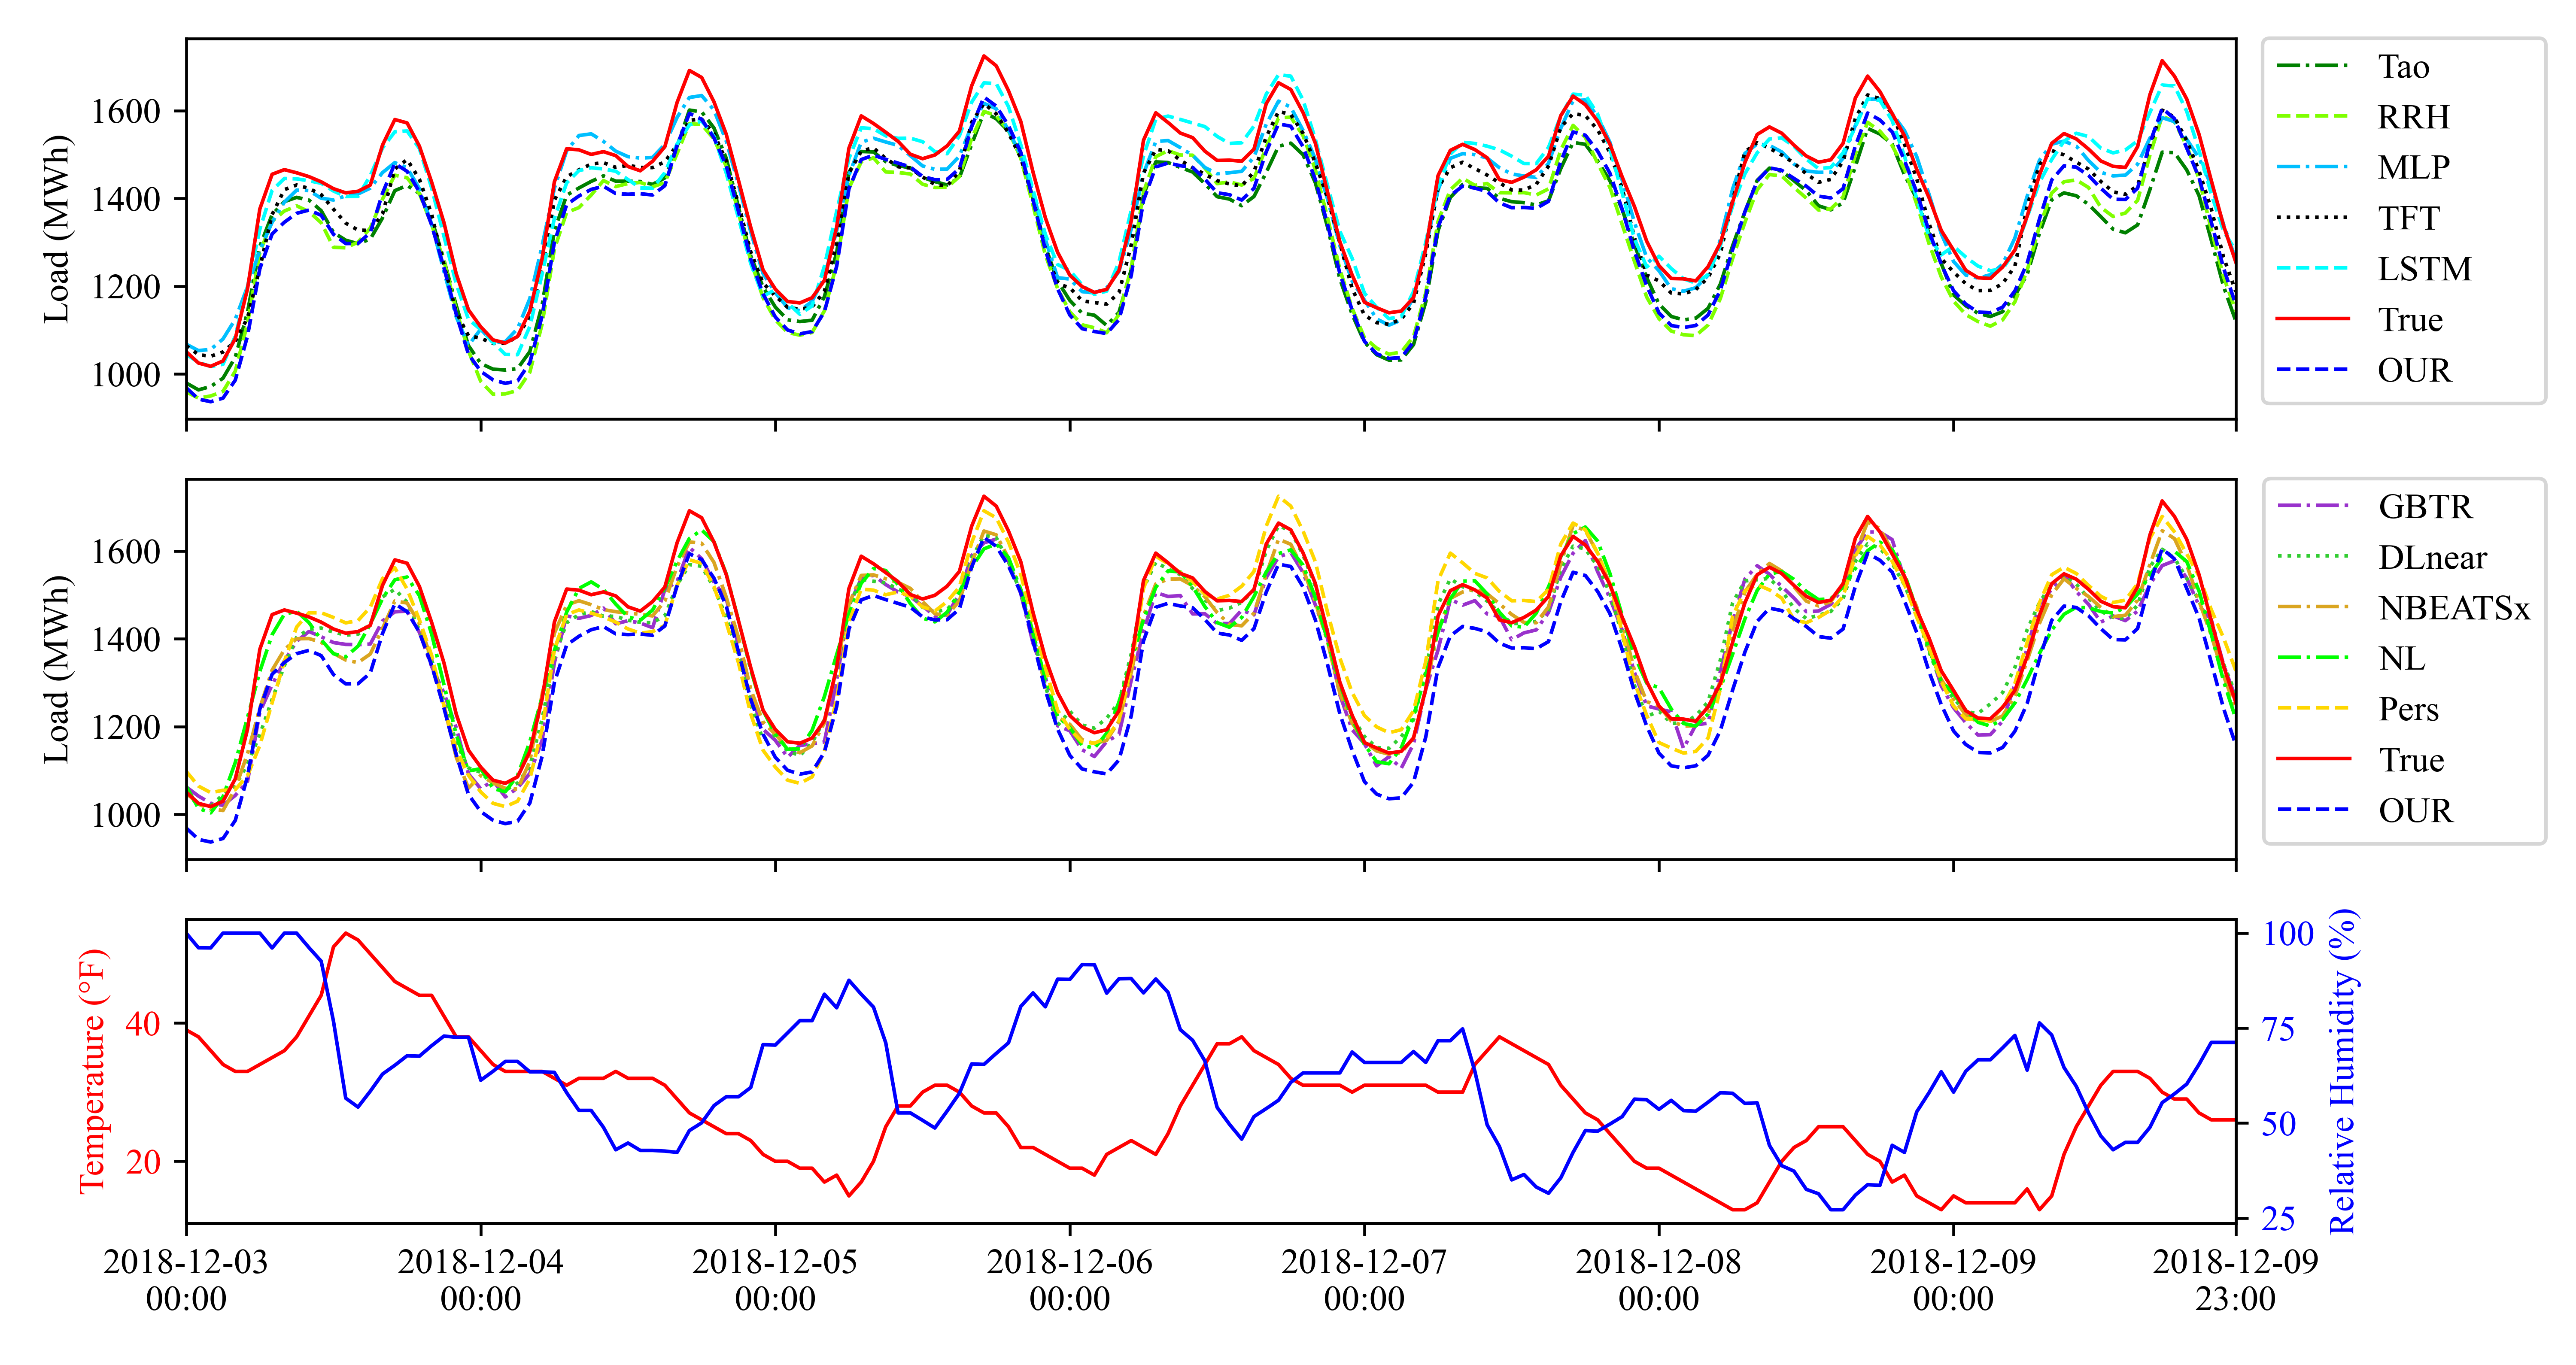 Load (MWh)
1600
1400
1200
1000
Tao
RRH
MLP
TFT
LSTM
True
OUR
Load (MWh)
1600
1400
1200
1000
GBTR
DLnear
NBEATSx
NL
Pers
True
OUR
Temperature (°F)
40
20
100
75
50
25
Relative Humidity (%)
2018-12-03 2018-12-04 2018-12-05 2018-12-06 2018-12-07 2018-12-08 2018-12-09 2018-12-09
00:00 00:00 00:00 00:00 00:00 00:00 00:00 23:00